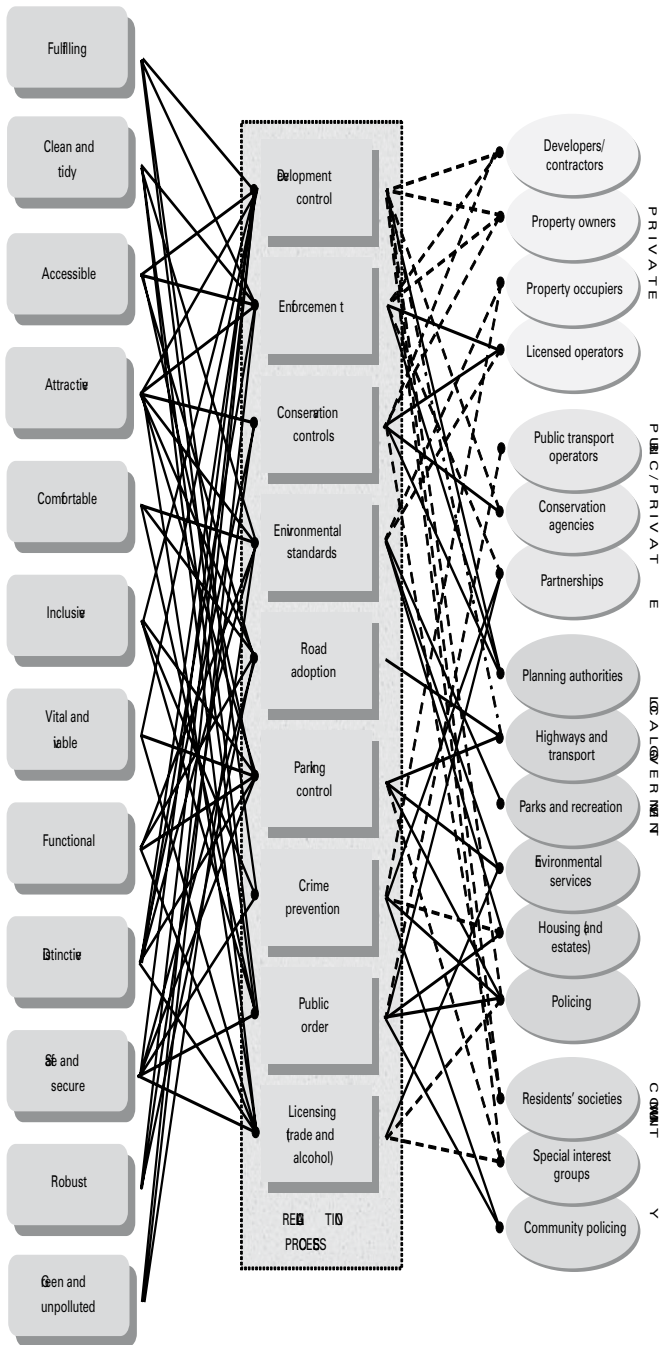 Fulfilling
Clean and
tidy
Accessible
Attractive
Comfortable
Inclusive
Vital and
viable
Functional
Distinctive
Safe and
secure
Robust
Green and
unpolluted
Development
control
Enforcement
Conservation
controls
Environmental
standards
Road
adoption
Parking
control
Crime
prevention
Public
order
Licensing
(trade and
alcohol)
REGULATION
PROCESSES
Developers/
contractors
Property owners
Property occupiers
Licensed operators
Public transport
operators
Conservation
agencies
Partnerships
Planning authorities
Highways and
transport
Parks and recreation
Environmental
services
Housing (and
estates)
Policing
Residents' societies
Special interest
groups
Community policing
PRIVATE
PUBLIC/PRIVATE
LOCAL GOVERNMENT
COMMUNITY